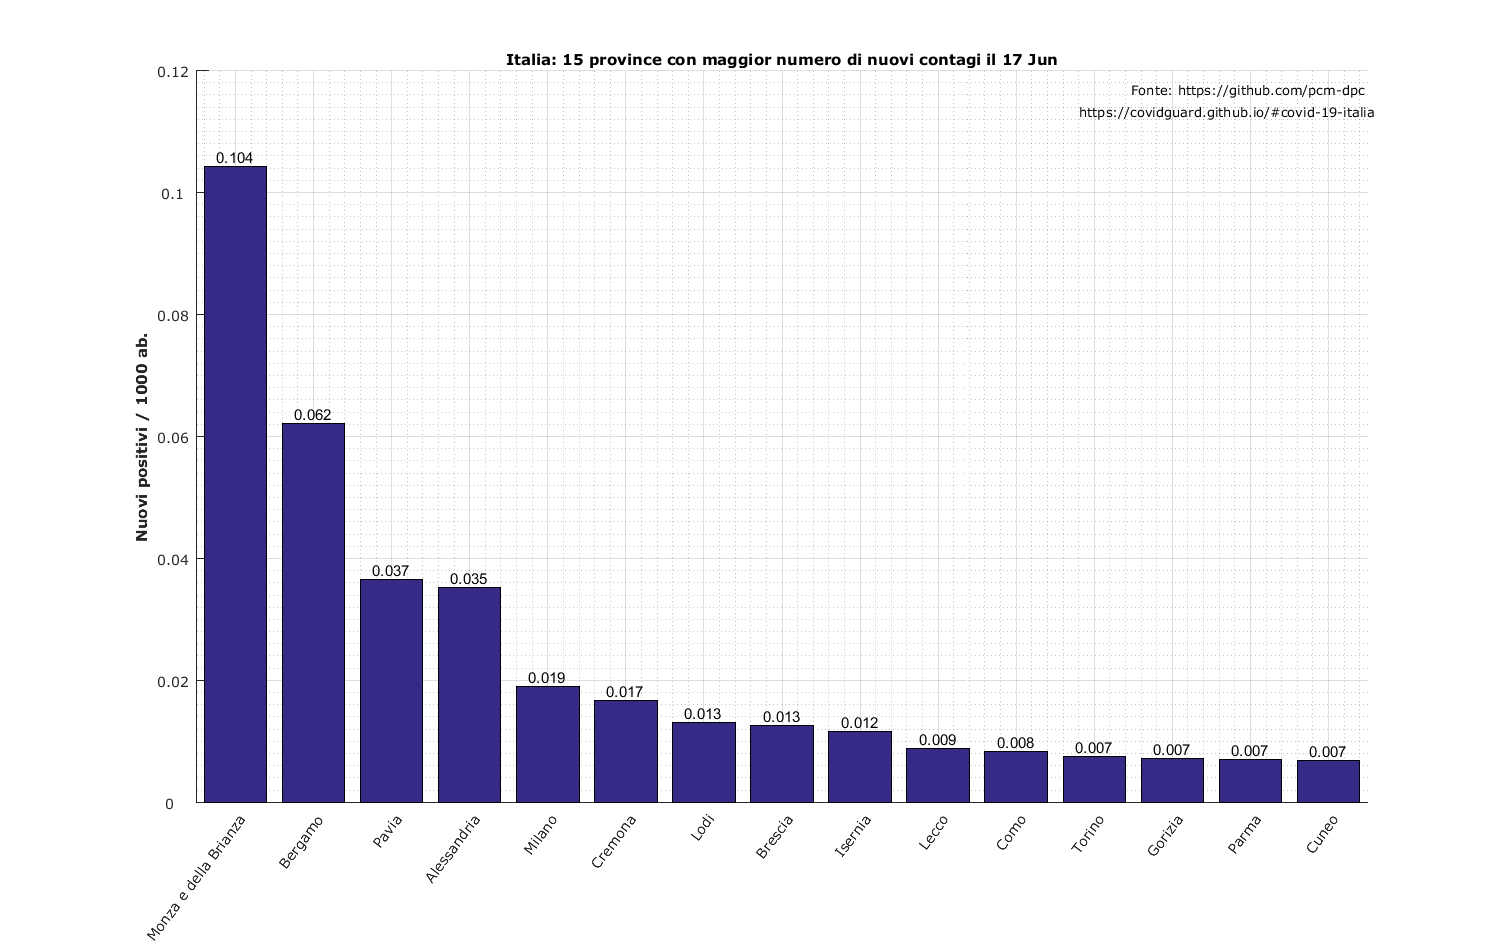 Italia: 15 province con maggior numero di nuovi contagi il 17 Jun
Fonte: https://github.com/pcm-dpc
https://covidguard.github.io/#covid-19-italia
Nuovi positivi / 1000 ab.
0.12
0.1
0.08
0.06
0.04
0.02
0
0.104
0.062
0.037
0.035
0.019
0.017
0.013
0.013
0.012
0.009
0.008
0.007
0.007
0.007
0.007
Monza e della Brianza
Bergamo
Pavia
Alessandria
Milano
Cremona
Lodi
Brescia
Isernia
Lecco
Como
Torino
Gorizia
Parma
Cuneo